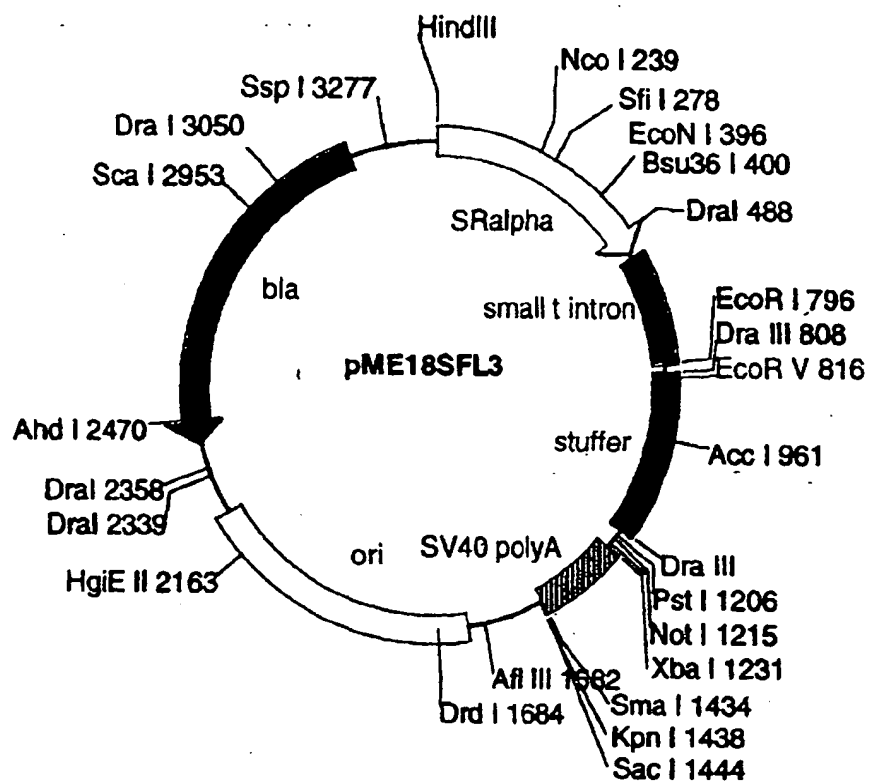 HindIII
Nco I 239
Ssp I 3277
Sfi I 278
Dra I 3050
EcoN I 396
Bsu36 I 400
Sca I 2953
DraI 488
SRalpha
bla
small t intron
EcoR I 796
Dra III 808
pME18SFL3
EcoR V 816
Ahd I 2470
stuffer
Acc I 961
DraI 2358
DraI 2339
ori
SV40 polyA
HgiE II 2163
Dra III
Pst I 1206
Not I 1215
Xba I 1231
Afl III
Drd I 1684
Sma I 1434
Kpn I 1438
Sac I 1444